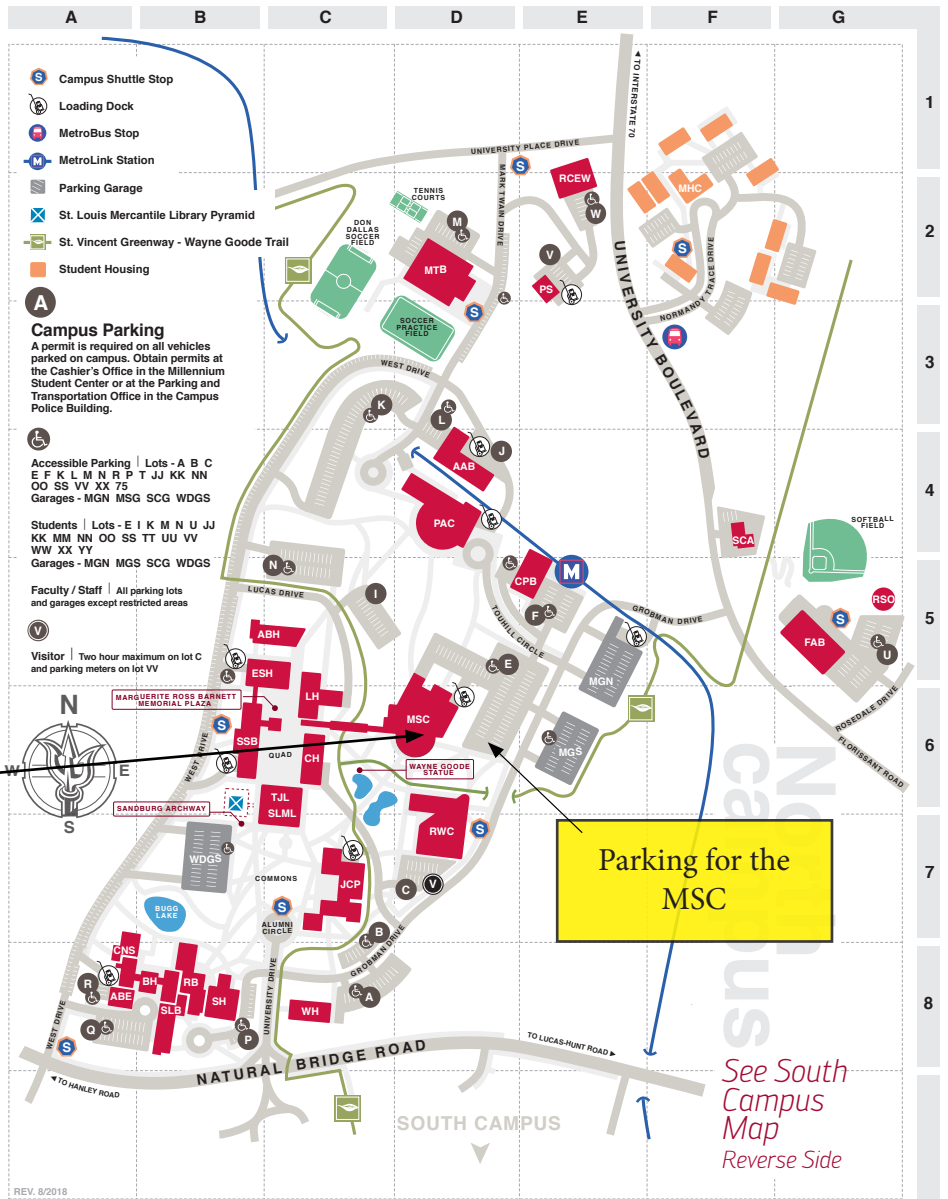 A B C D E F G
1
2
3
4
5
6
7
8
S Campus Shuttle Stop
Loading Dock
MetroBus Stop
M MetroLink Station
Parking Garage
St. Louis Mercantile Library Pyramid
St. Vincent Greenway - Wayne Goode Trail
Student Housing
A
Campus Parking
A permit is required on all vehicles
parked on campus. Obtain permits at
the Cashier's Office in the Millennium
Student Center or at the Parking and
Transportation Office in the Campus
Police Building.
Accessible Parking | Lots - A B C
E F K L M N R P T JJ KK NN
OO SS VV XX 75
Garages - MGN MSG SCG WDGS
Students | Lots - E I K M N U JJ
KK MM NN OO SS TT UU VV
WW XX YY
Garages - MGN MGS SCG WDGS
Faculty / Staff | All parking lots
and garages except restricted areas
V
Visitor | Two hour maximum on lot C
and parking meters on lot VV
N
W
E
S
TO INTERSTATE 70
UNIVERSITY PLACE DRIVE
S
MARK TWAIN DRIVE
RCEW
W
V
PS
TENNIS
COURTS
M
DON
DALLAS
SOCCER
FIELD
MTB
S
SOCCER
PRACTICE
FIELD
MHC
S
UNIVERSITY BOULEVARD
NORMANDY TRACE DRIVE
WEST DRIVE
K
L
J
AAB
PAC
SCA
SOFTBALL
FIELD
N
LUCAS DRIVE
I
CPB
M
F
TOUHILL CIRCLE
GROBMAN DRIVE
RSO
S
FAB
U
ABH
ESH
E
MGN
MARGUERITE ROSS BARNETT
MEMORIAL PLAZA
LH
MSC
S
SSB
WEST DRIVE
QUAD
CH
MGS
ROSEDALE DRIVE
FLORISSANT ROAD
WAYNE GOODE
STATUE
SANDBURG ARCHWAY
TJL
SLML
RWC
S
WDGS
COMMONS
JCP
C
V
Parking for the
MSC
North
campus
BUGG
LAKE
S
ALUMNI
CIRCLE
B
GROBMAN DRIVE
CNS
R
ABE
BH
RB
SLB
SH
UNIVERSITY DRIVE
WH
A
Q
P
WEST DRIVE
S
NATURAL BRIDGE ROAD
TO LUCAS-HUNT ROAD
TO HANLEY ROAD
See South
Campus
Map
Reverse Side
SOUTH CAMPUS
REV. 8/2018